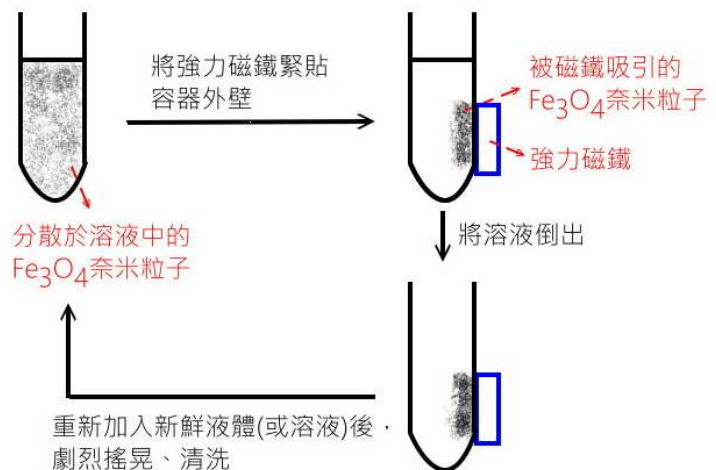 將強力磁鐵緊貼
容器外壁
被磁鐵吸引的
Fe₃O₄奈米粒子
強力磁鐵
分散於溶液中的
Fe₃O₄奈米粒子
將溶液倒出
重新加入新鮮液體(或溶液)後，
劇烈搖晃、清洗